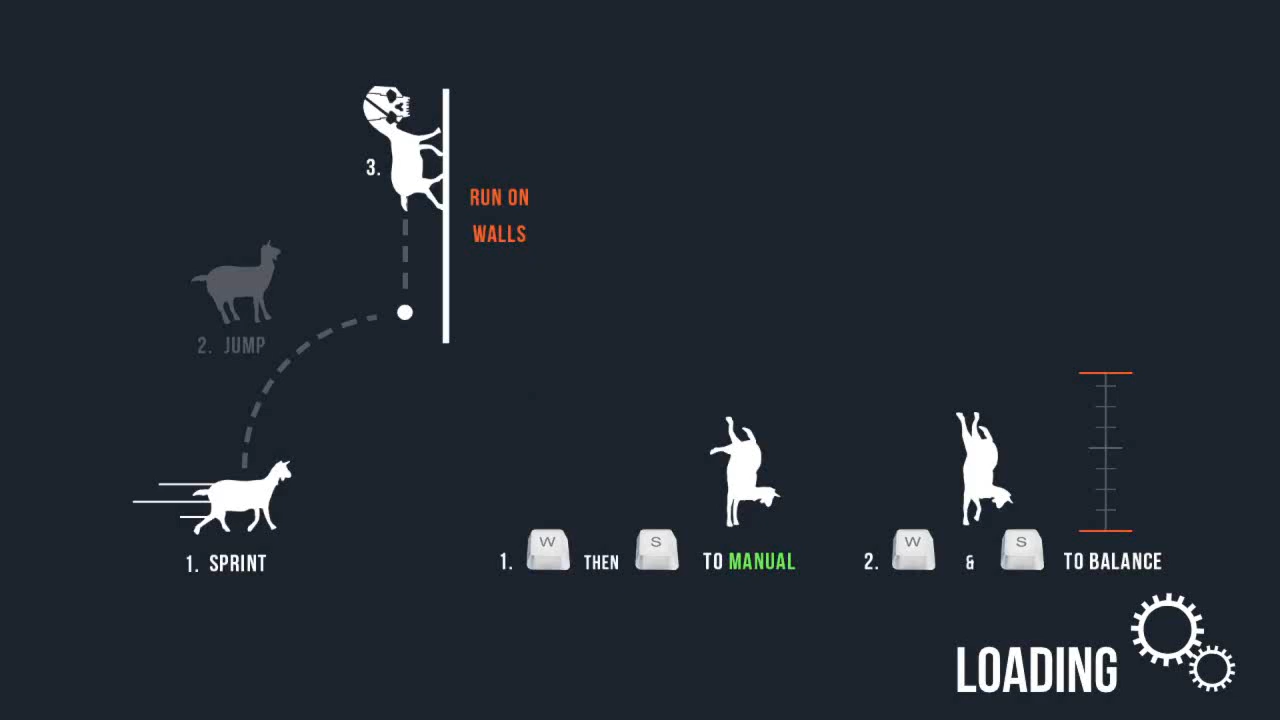 3.
RUN ON
WALLS
2. JUMP
1. SPRINT
1. W THEN S TO MANUAL
2. W & S TO BALANCE
LOADING